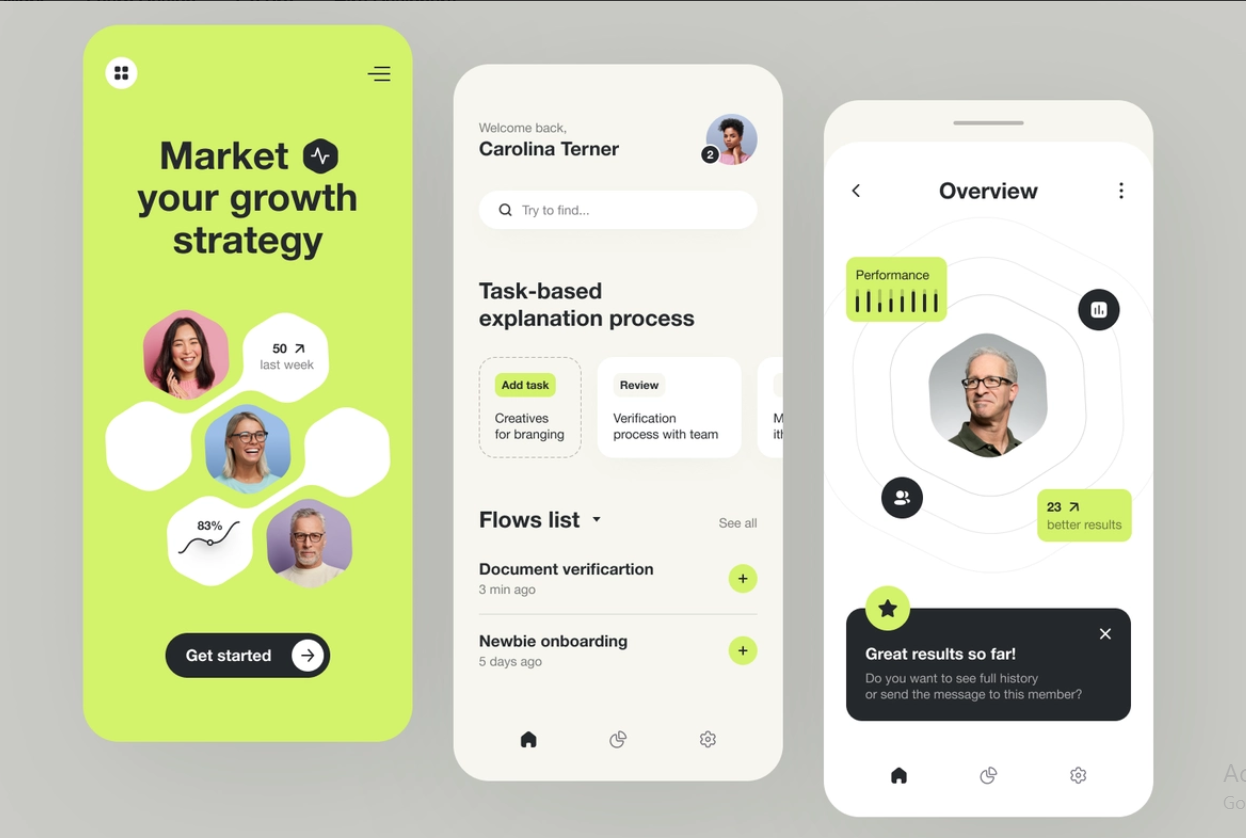 Market
your growth
strategy
50
last week
83%
Get started
Welcome back,
Carolina Terner
2
Try to find...
Task-based
explanation process
Add task
Creatives
for branging
Review
Verification
process with team
M
ith
Flows list
See all
Document verificartion
3 min ago
Newbie onboarding
5 days ago
Overview
Performance
23
better results
Great results so far!
Do you want to see full history
or send the message to this member?
Go